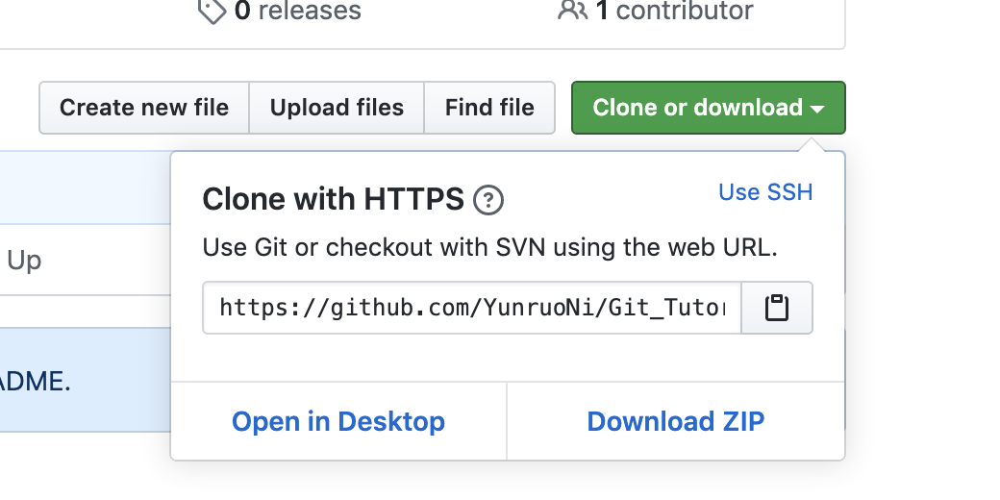 0 releases
1 contributor
Create new file
Upload files
Find file
Clone or download
Clone with HTTPS ?
Use SSH
Use Git or checkout with SVN using the web URL.
Up
https://github.com/YunruoNi/Git_Tutor
ADME.
Open in Desktop
Download ZIP